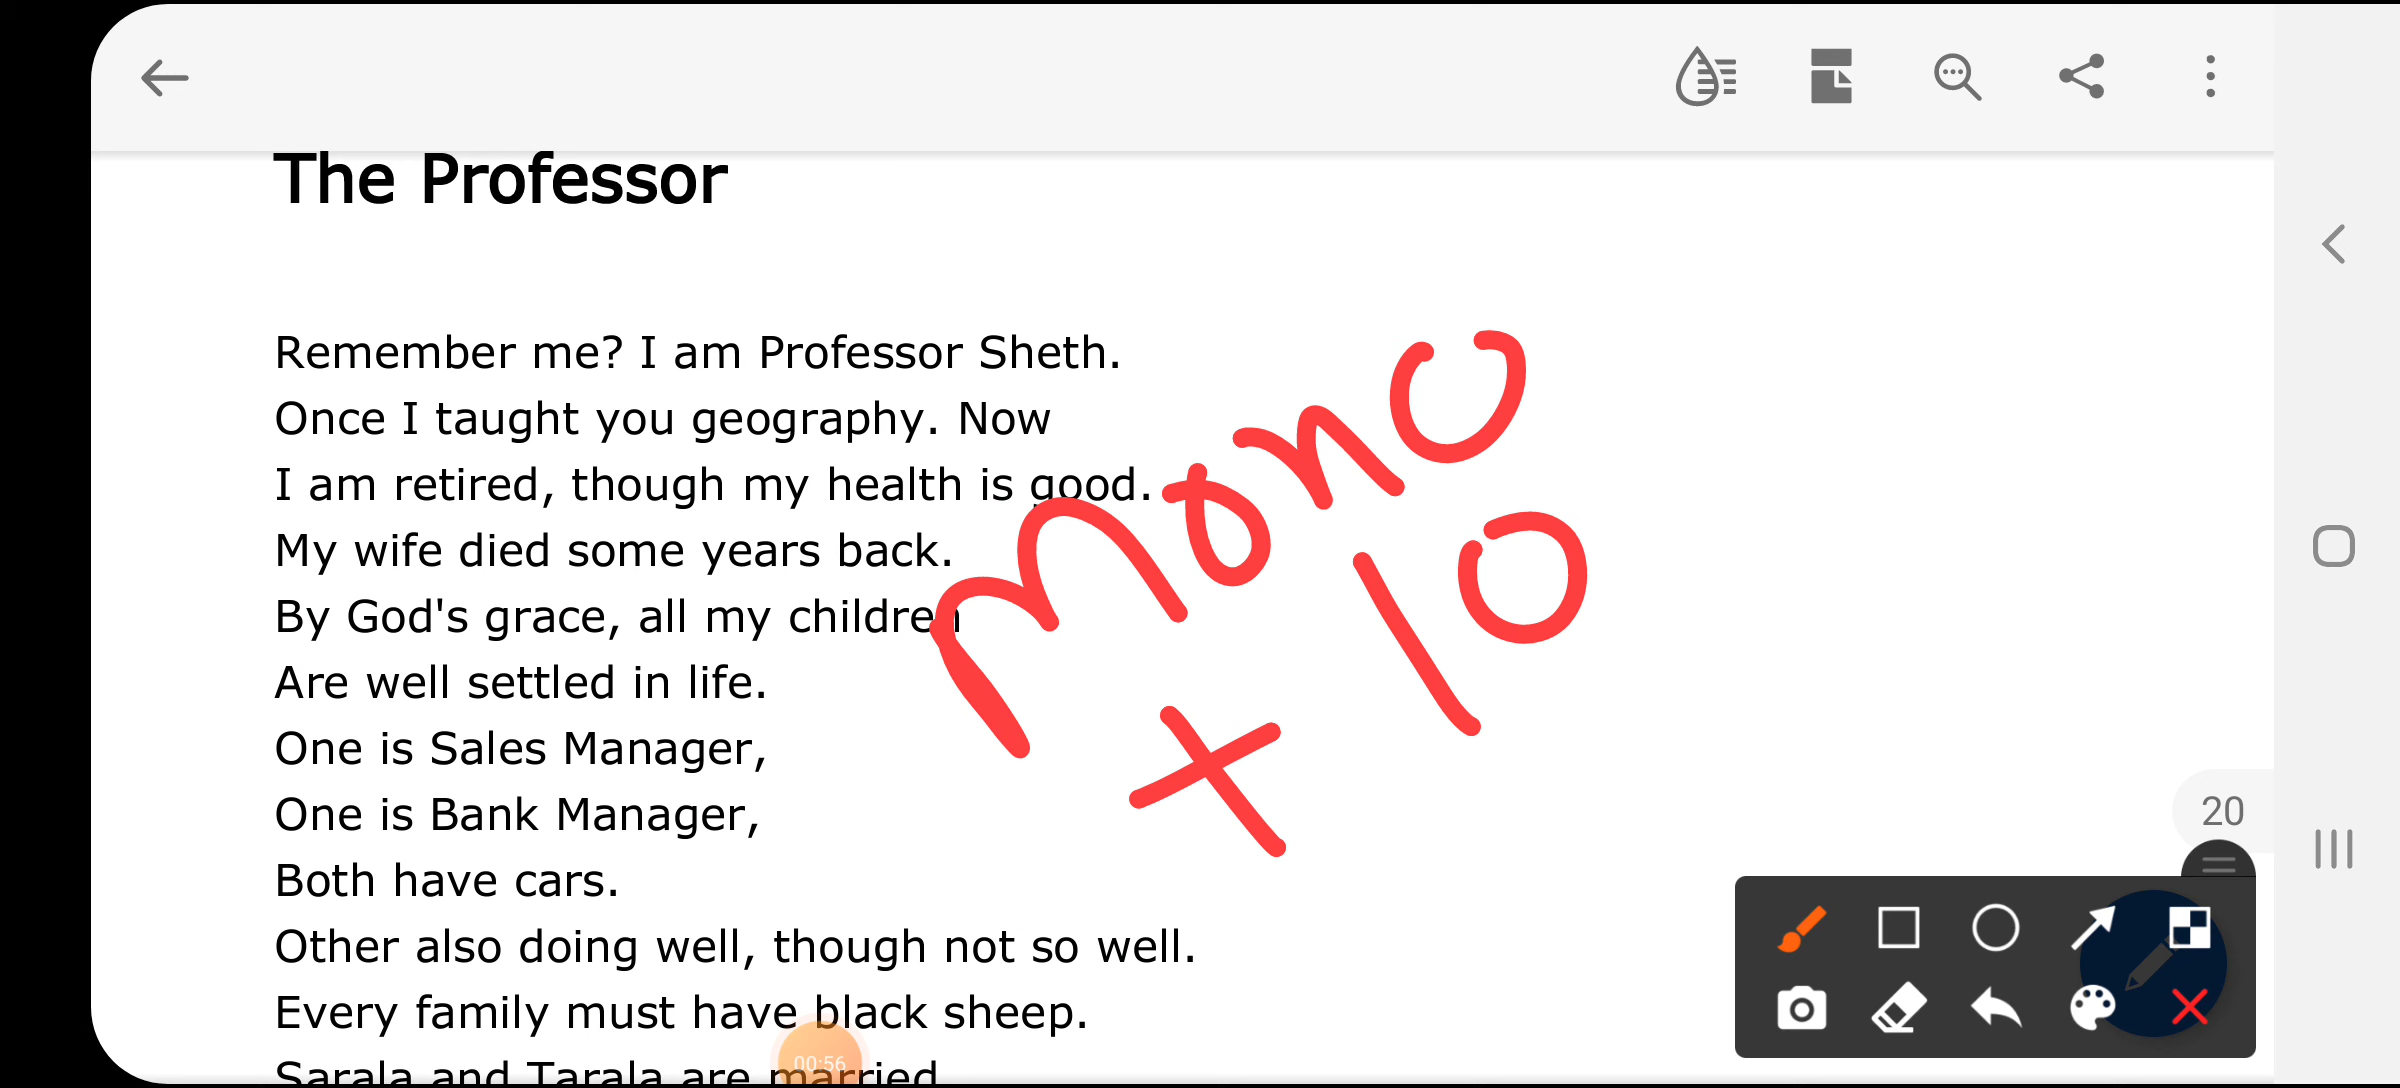 The Professor
Remember me? I am Professor Sheth.
Once I taught you geography. Now
I am retired, though my health is good.
My wife died some years back.
By God's grace, all my children
Are well settled in life.
One is Sales Manager,
One is Bank Manager,
Both have cars.
Other also doing well, though not so well.
Every family must have black sheep.
Sarala and Tarala are married
Mono
+ 10
20
00:56